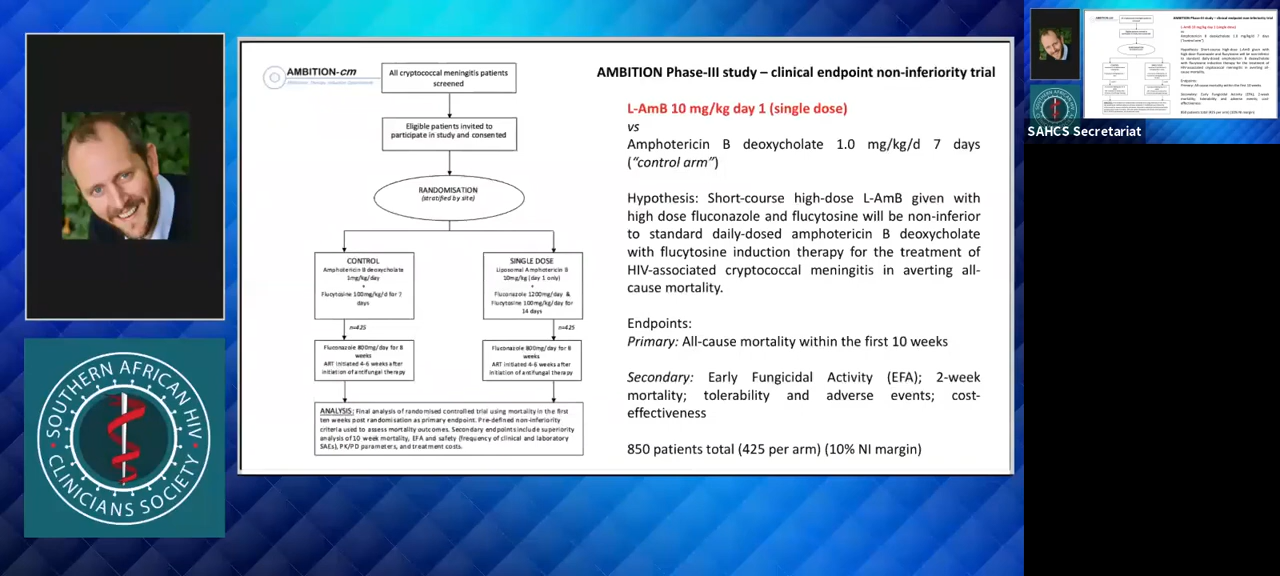 AMBITION-cm
All cryptococcal meningitis patients
screened
Eligible patients invited to
participate in study and consented
RANDOMISATION
(stratified by site)
CONTROL
Amphotericin B deoxycholate
1mg/kg/day
+
Flucytosine 100mg/kg/d for 7
days
SINGLE DOSE
Liposomal Amphotericin B
10mg/kg (day 1 only)
+
Fluconazole 1200mg/day &
Flucytosine 100mg/kg/day for
14 days
n=425
n=425
Fluconazole 800mg/day for 8
weeks
ART initiated 4-6 weeks after
initiation of antifungal therapy
Fluconazole 800mg/day for 8
weeks
ART initiated 4-6 weeks after
initiation of antifungal therapy
ANALYSIS: Final analysis of randomised controlled trial using mortality in the first
ten weeks post randomisation as primary endpoint. Pre-defined non-inferiority
criteria used to assess mortality outcomes. Secondary endpoints include superiority
analysis of 10 week mortality, EFA and safety (frequency of clinical and laboratory
SAEs), PK/PD parameters, and treatment costs.
AMBITION Phase-III study – clinical endpoint non inferiority trial
L-AmB 10 mg/kg day 1 (single dose)
vs
Amphotericin B deoxycholate 1.0 mg/kg/d 7 days
(“control arm”)
Hypothesis: Short-course high-dose L-AmB given with
high dose fluconazole and flucytosine will be non-inferior
to standard daily-dosed amphotericin B deoxycholate
with flucytosine induction therapy for the treatment of
HIV-associated cryptococcal meningitis in averting all-
cause mortality.
Endpoints:
Primary: All-cause mortality within the first 10 weeks
Secondary: Early Fungicidal Activity (EFA); 2-week
mortality; tolerability and adverse events; cost-
effectiveness
850 patients total (425 per arm) (10% NI margin)
SOUTHERN AFRICAN HIV
CLINICIANS SOCIETY
SAHCS Secretariat